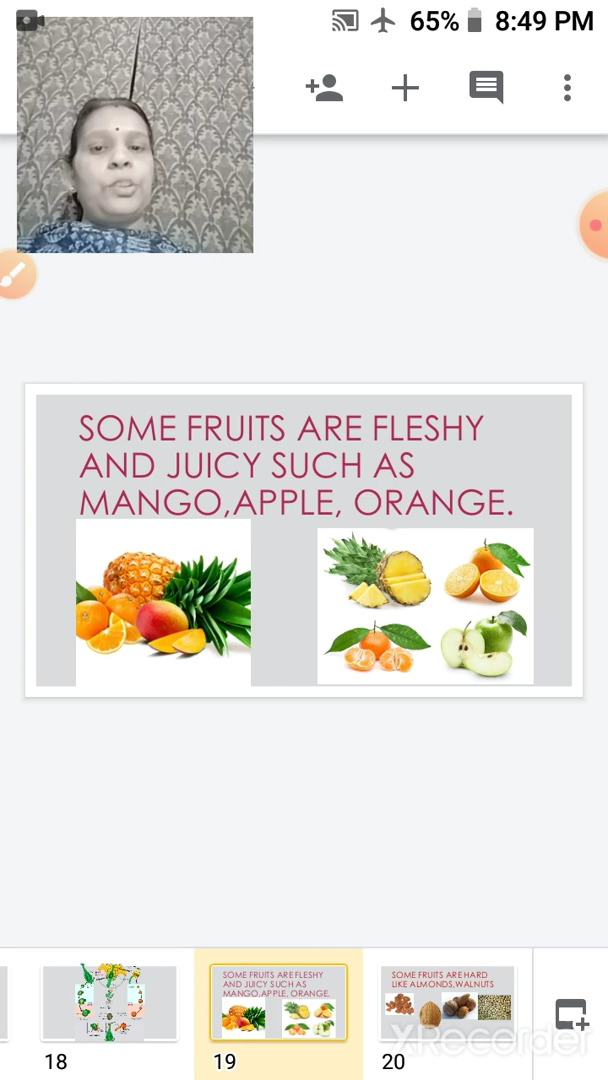 65% 8:49 PM
SOME FRUITS ARE FLESHY
AND JUICY SUCH AS
MANGO,APPLE, ORANGE.
SOME FRUITS ARE FLESHY
AND JUICY SUCH AS
MANGO,APPLE, ORANGE.
SOME FRUITS ARE HARD
LIKE ALMONDS,WALNUTS
18
19
20
XRecorder